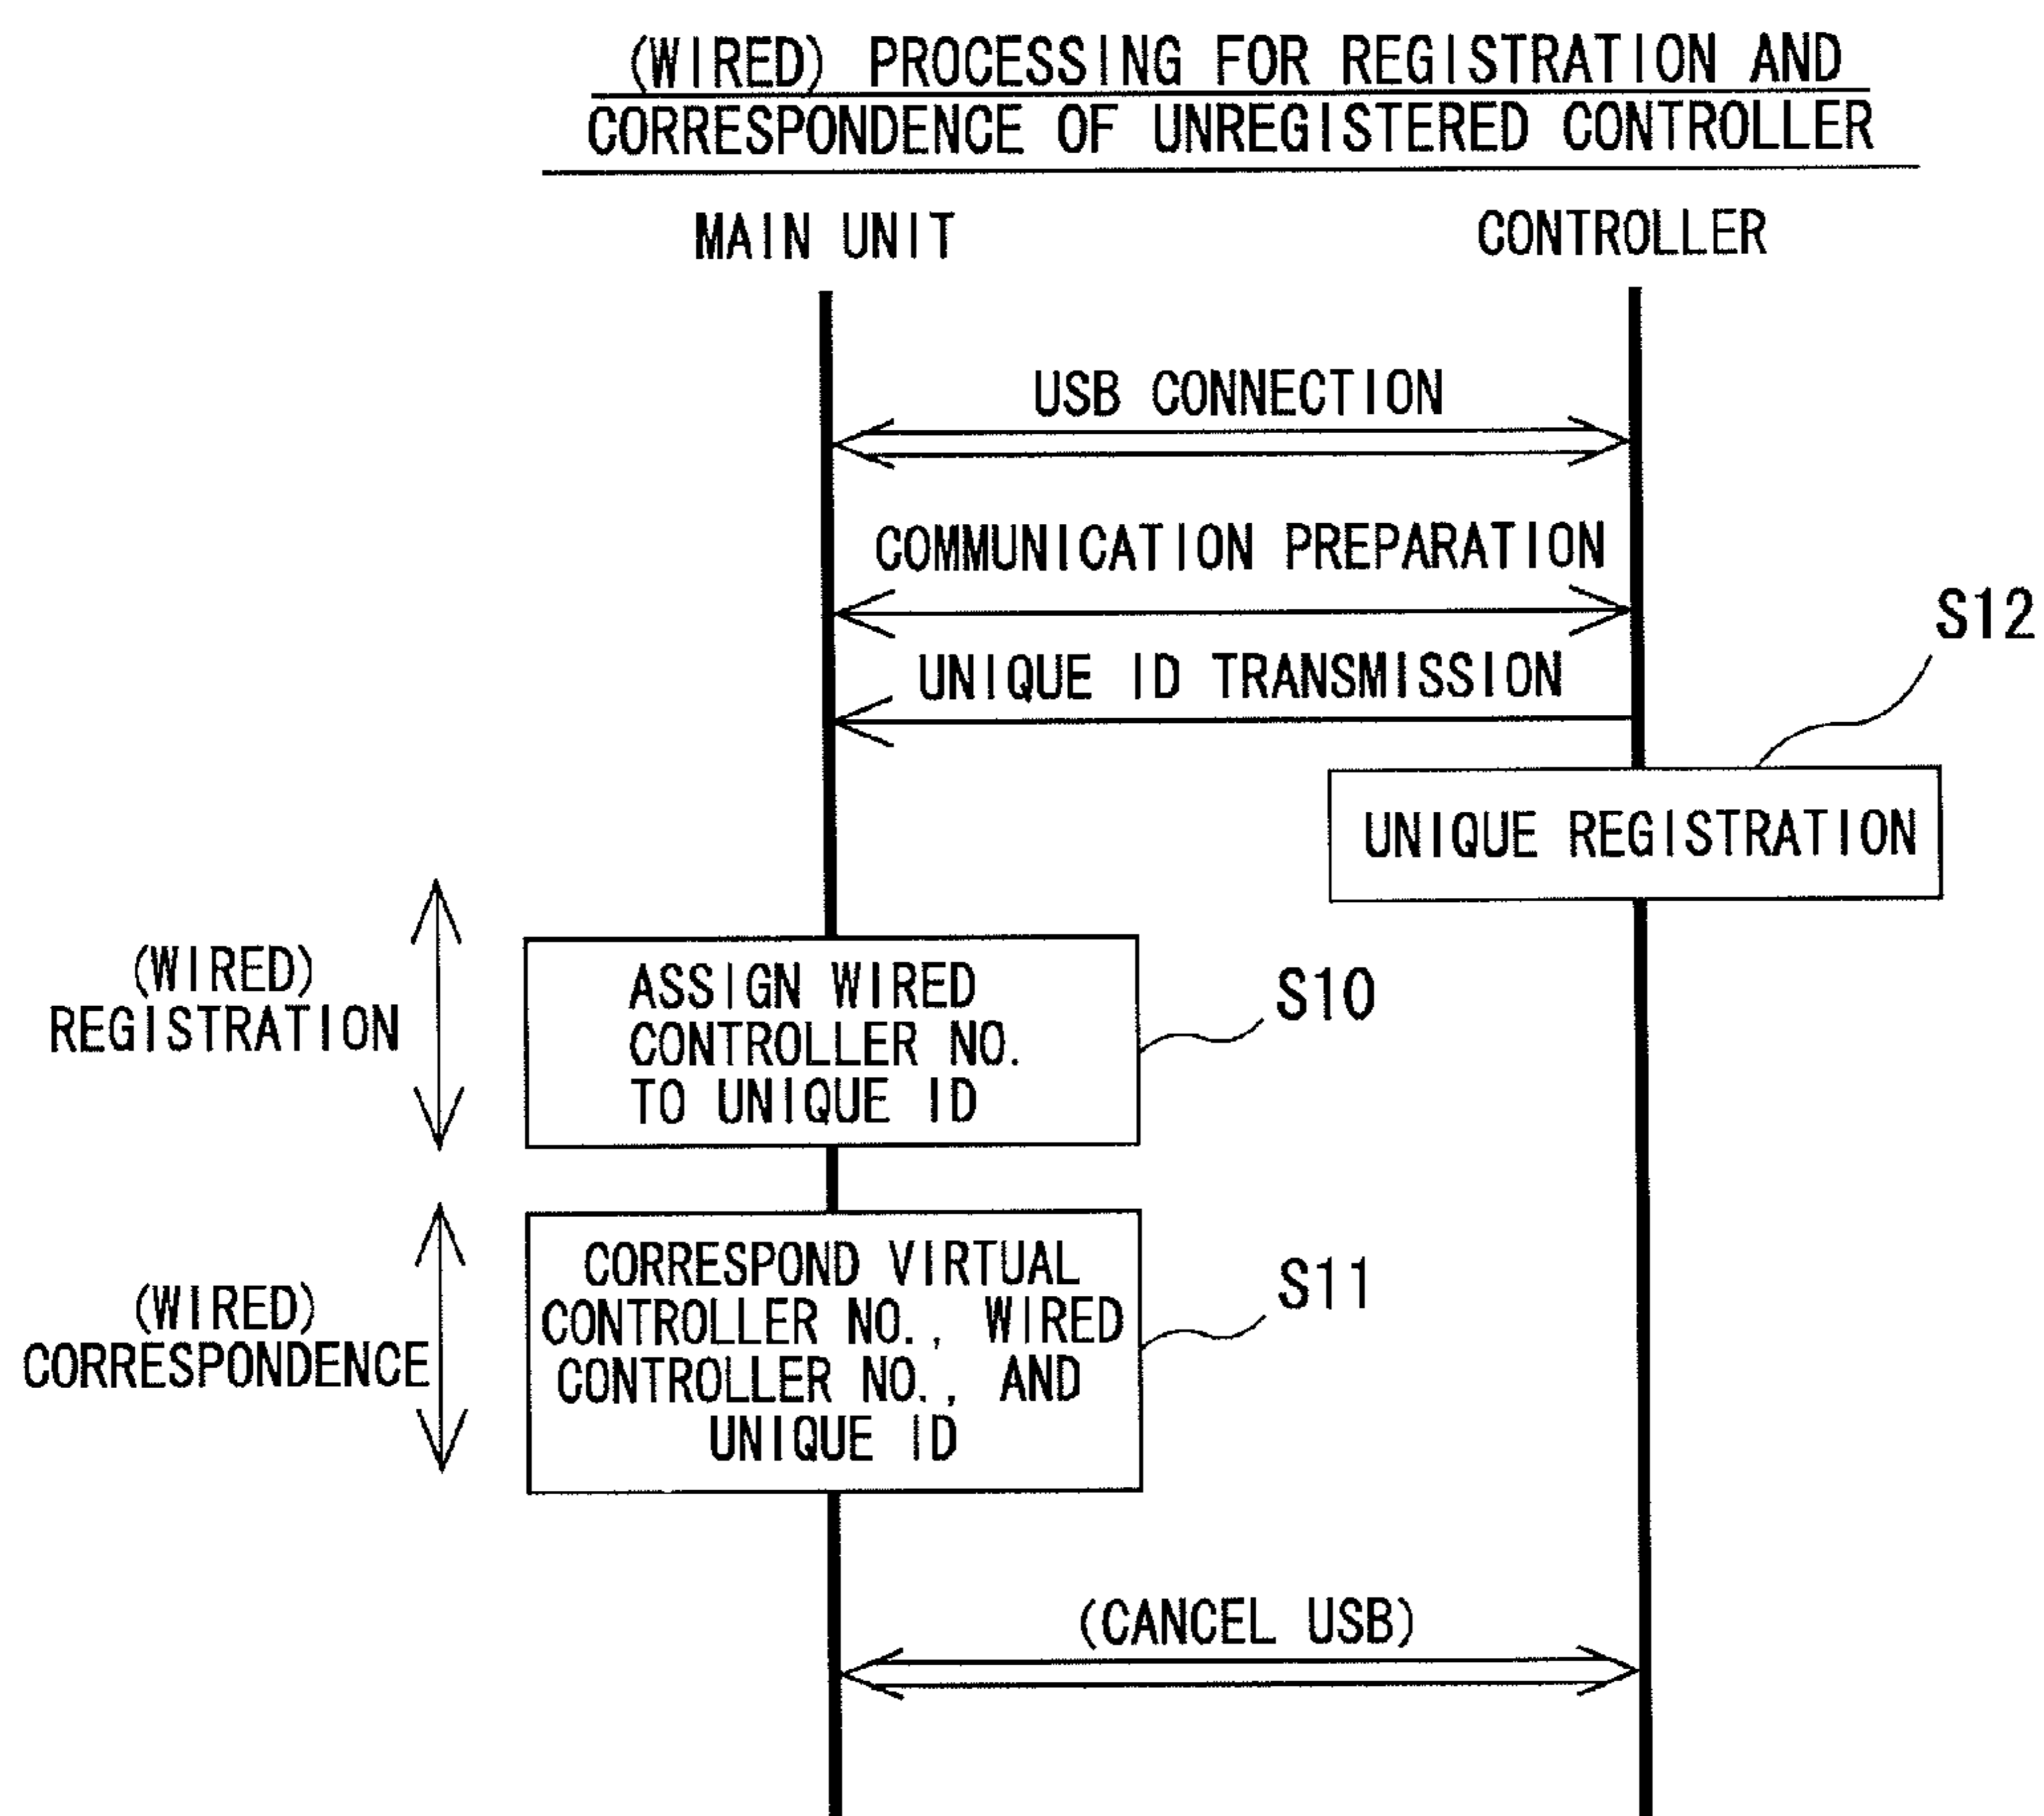 (WIRED) PROCESSING FOR REGISTRATION AND
CORRESPONDENCE OF UNREGISTERED CONTROLLER
MAIN UNIT
CONTROLLER
USB CONNECTION
COMMUNICATION PREPARATION
S12
UNIQUE ID TRANSMISSION
UNIQUE REGISTRATION
(WIRED)
REGISTRATION
ASSIGN WIRED
CONTROLLER NO.
TO UNIQUE ID
S10
(WIRED)
CORRESPONDENCE
CORRESPOND VIRTUAL
CONTROLLER NO., WIRED
CONTROLLER NO., AND
UNIQUE ID
S11
(CANCEL USB)